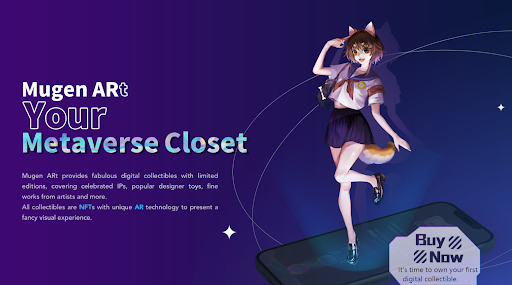 Mugen ARt
Your
Metaverse Closet
Mugen ARt provides fabulous digital collectibles with limited
editions, covering celebrated IPs, popular designer toys, fine
works from artists and more.
All collectibles are NFTs with unique AR technology to present a
fancy visual experience.
Buy
Now
It's time to own your first
digital collectible.